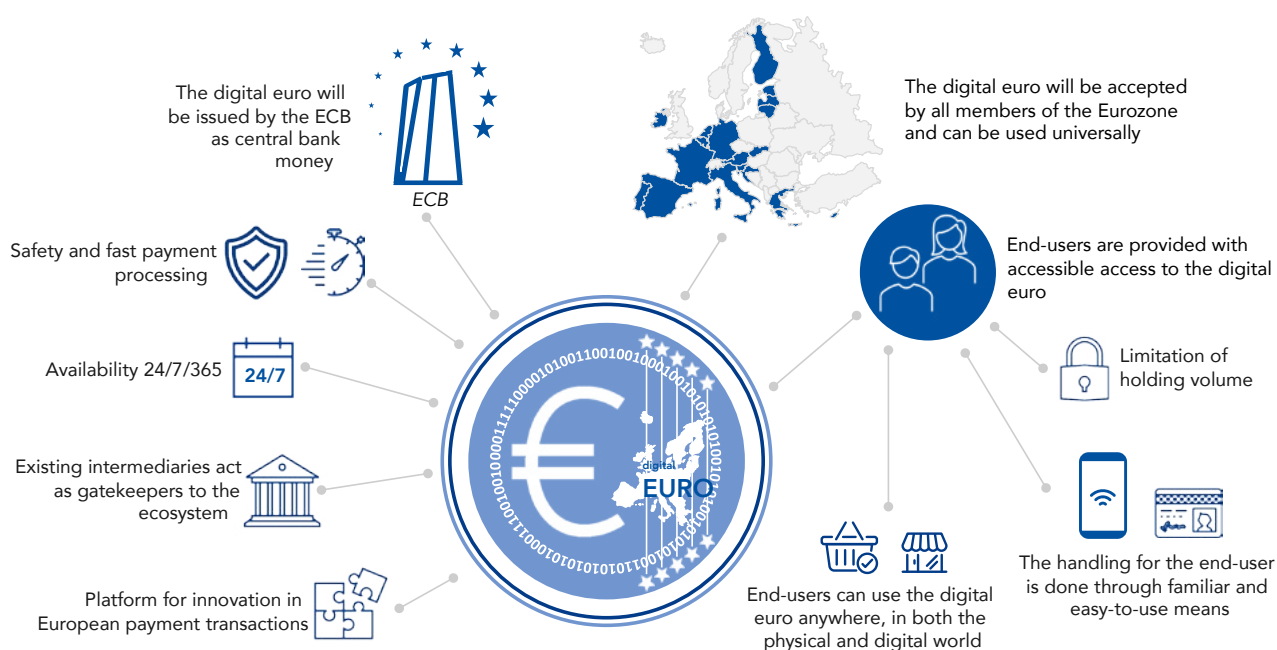 The digital euro will
be issued by the ECB
as central bank
money
ECB
The digital euro will be accepted
by all members of the Eurozone
and can be used universally
Safety and fast payment
processing
End-users are provided with
accessible access to the digital
euro
Availability 24/7/365
24/7
Limitation of
holding volume
digital
EURO
Existing intermediaries act
as gatekeepers to the
ecosystem
The handling for the end-user
is done through familiar and
easy-to-use means
Platform for innovation in
European payment transactions
End-users can use the digital
euro anywhere, in both the
physical and digital world